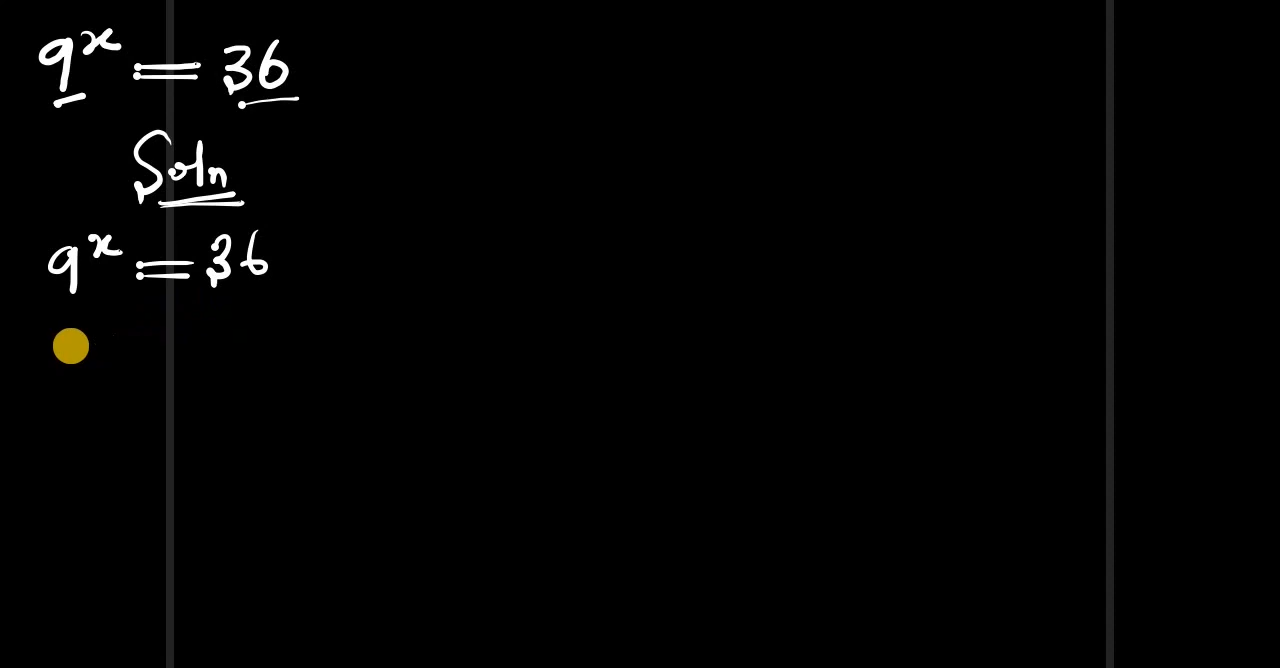 9^x = 36
Soln
9^x = 36